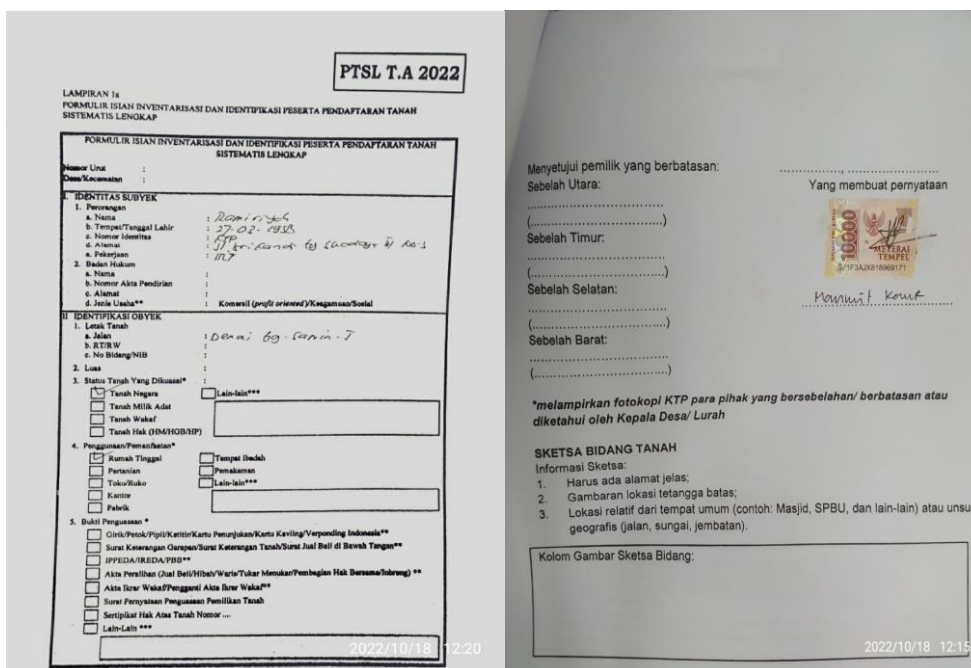 PTSL T.A 2022
LAMPIRAN 1a
FORMULIR ISIAN INVENTARISASI DAN IDENTIFIKASI PESERTA PENDAFTARAN TANAH
SISTEMATIS LENGKAP
FORMULIR ISIAN INVENTARISASI DAN IDENTIFIKASI PESERTA PENDAFTARAN TANAH
SISTEMATIS LENGKAP
Nomor Urut :
Desa/Kecamatan :
I. IDENTITAS SUBYEK
1. Perorangan
a. Nama :
b. Tempat/Tanggal Lahir : 27-02-1958
c. Nomor Identitas : KTP
d. Alamat : Jl.
e. Pekerjaan : IRT
2. Badan Hukum
a. Nama :
b. Nomor Akta Pendirian :
c. Alamat :
d. Jenis Usaha** : Komersil (profit oriented)/Keagamaan/Sosial
II IDENTIFIKASI OBYEK
1. Letak Tanah
a. Jalan : Denai Gg. Samin. I
b. RT/RW :
c. No Bidang/NIB :
2. Luas :
3. Status Tanah Yang Dikuasai* :
Tanah Negara Lain-lain***
Tanah Milik Adat
Tanah Wakaf
Tanah Hak (HM/HGB/HP)
4. Penggunaan/Pemanfaatan*
Rumah Tinggal Tempat Ibadah
Pertanian Pemakaman
Toko/Ruko Lain-lain***
Kantor
Pabrik
5. Bukti Penguasaan *
Girik/Petok/Pipil/Ketitir/Kartu Penunjukan/Kartu Kavling/Verponding Indonesia**
Surat Keterangan Garapan/Surat Keterangan Tanah/Surat Jual Beli di Bawah Tangan**
IPPEDA/IREDA/PBB**
Akta Peralihan (Jual Beli/Hibah/Waris/Tukar Menukar/Pembagian Hak Bersama/Inbreng) **
Akta Ikrar Wakaf/Pengganti Akta Ikrar Wakaf**
Surat Pernyataan Penguasaan Pemilikan Tanah
Sertipikat Hak Atas Tanah Nomor ....
Lain-Lain ***
2022/10/18 12:20
Menyetujui pemilik yang berbatasan:
Sebelah Utara: Yang membuat pernyataan
(..............................)
Sebelah Timur:
(..............................)
Sebelah Selatan:
(..............................)
Sebelah Barat:
(..............................)
10000
METERAI
TEMPEL
*melampirkan fotokopi KTP para pihak yang bersebelahan/ berbatasan atau
diketahui oleh Kepala Desa/ Lurah
SKETSA BIDANG TANAH
Informasi Sketsa:
1. Harus ada alamat jelas;
2. Gambaran lokasi tetangga batas;
3. Lokasi relatif dari tempat umum (contoh: Masjid, SPBU, dan lain-lain) atau unsu
geografis (jalan, sungai, jembatan).
Kolom Gambar Sketsa Bidang:
2022/10/18 12:15